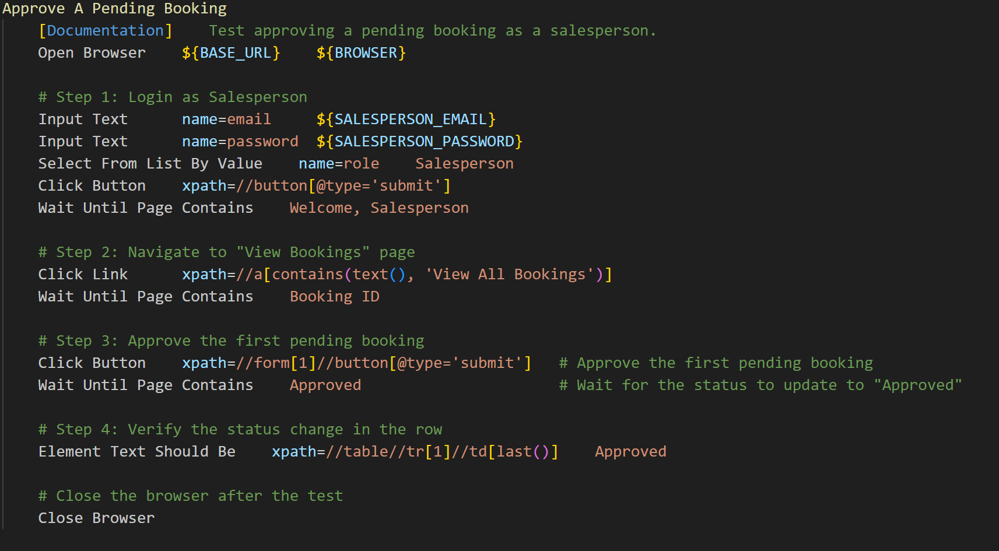 Approve A Pending Booking
[Documentation]    Test approving a pending booking as a salesperson.
Open Browser    ${BASE_URL}    ${BROWSER}
# Step 1: Login as Salesperson
Input Text      name=email     ${SALESPERSON_EMAIL}
Input Text      name=password  ${SALESPERSON_PASSWORD}
Select From List By Value    name=role    Salesperson
Click Button    xpath=//button[@type='submit']
Wait Until Page Contains    Welcome, Salesperson
# Step 2: Navigate to "View Bookings" page
Click Link      xpath=//a[contains(text(), 'View All Bookings')]
Wait Until Page Contains    Booking ID
# Step 3: Approve the first pending booking
Click Button    xpath=//form[1]//button[@type='submit']   # Approve the first pending booking
Wait Until Page Contains    Approved                      # Wait for the status to update to "Approved"
# Step 4: Verify the status change in the row
Element Text Should Be    xpath=//table//tr[1]//td[last()]    Approved
# Close the browser after the test
Close Browser